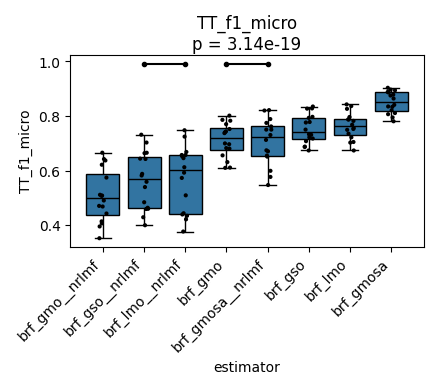 TT_f1_micro
p = 3.14e-19
1.0
0.8
0.6
0.4
TT_f1_micro
brf_gmo__nrlmf
brf_gso__nrlmf
brf_lmo__nrlmf
brf_gmo
brf_gmosa__nrlmf
brf_gso
brf_lmo
brf_gmosa
estimator